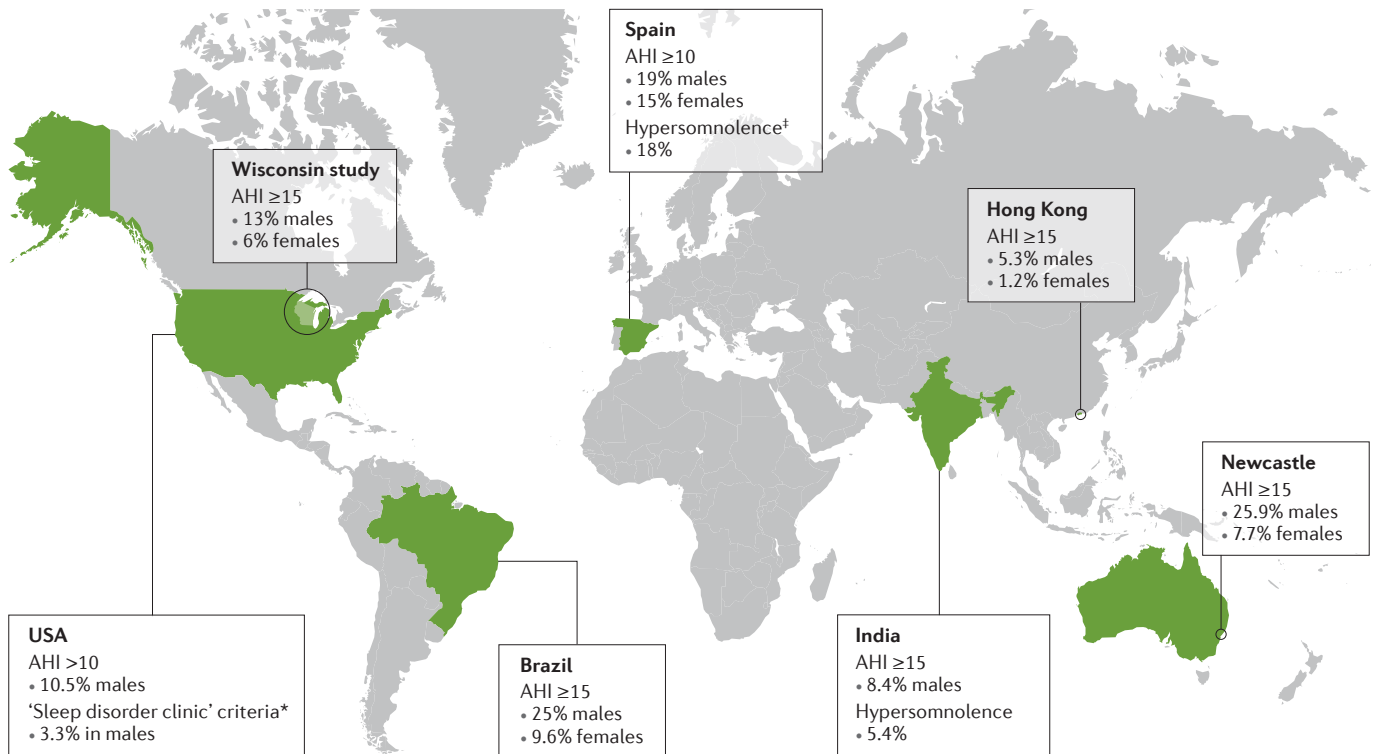 Spain
AHI ≥10
• 19% males
• 15% females
Hypersomnolence‡
• 18%
Wisconsin study
AHI ≥15
• 13% males
• 6% females
Hong Kong
AHI ≥15
• 5.3% males
• 1.2% females
Newcastle
AHI ≥15
• 25.9% males
• 7.7% females
USA
AHI >10
• 10.5% males
‘Sleep disorder clinic’ criteria*
• 3.3% in males
Brazil
AHI ≥15
• 25% males
• 9.6% females
India
AHI ≥15
• 8.4% males
Hypersomnolence
• 5.4%